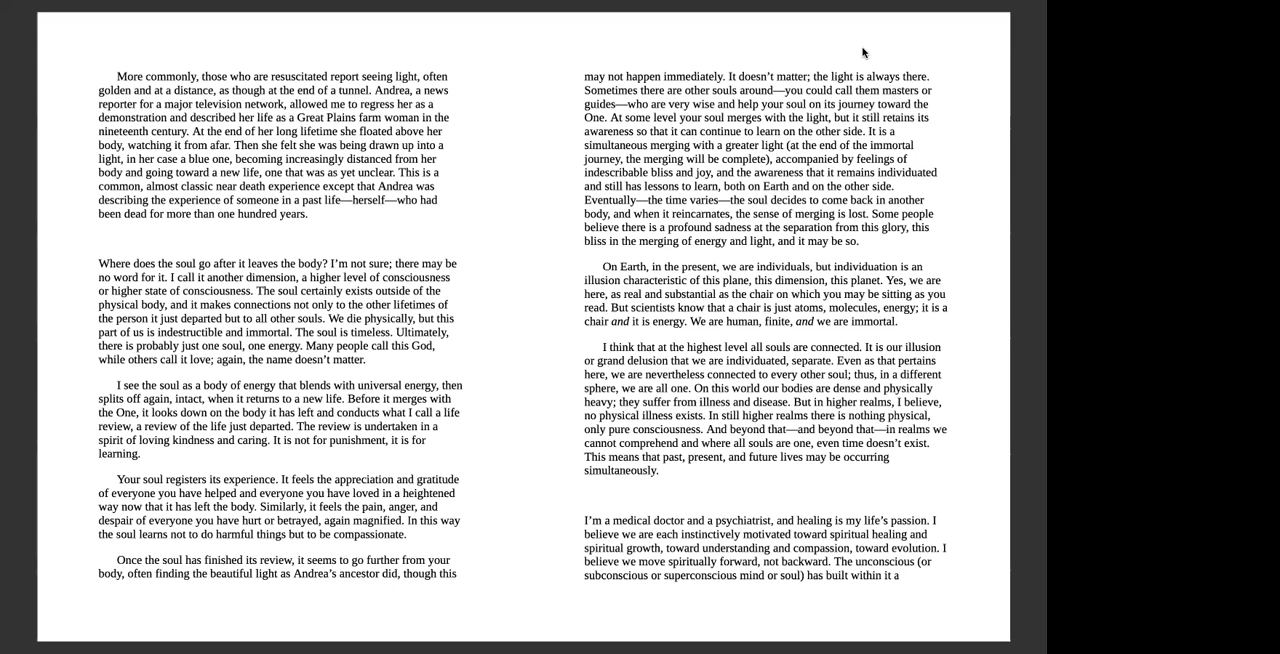 More commonly, those who are resuscitated report seeing light, often
golden and at a distance, as though at the end of a tunnel. Andrea, a news
reporter for a major television network, allowed me to regress her as a
demonstration and described her life as a Great Plains farm woman in the
nineteenth century. At the end of her long lifetime she floated above her
body, watching it from afar. Then she felt she was being drawn up into a
light, in her case a blue one, becoming increasingly distanced from her
body and going toward a new life, one that was as yet unclear. This is a
common, almost classic near death experience except that Andrea was
describing the experience of someone in a past life—herself—who had
been dead for more than one hundred years.
Where does the soul go after it leaves the body? I’m not sure; there may be
no word for it. I call it another dimension, a higher level of consciousness
or higher state of consciousness. The soul certainly exists outside of the
physical body, and it makes connections not only to the other lifetimes of
the person it just departed but to all other souls. We die physically, but this
part of us is indestructible and immortal. The soul is timeless. Ultimately,
there is probably just one soul, one energy. Many people call this God,
while others call it love; again, the name doesn’t matter.
I see the soul as a body of energy that blends with universal energy, then
splits off again, intact, when it returns to a new life. Before it merges with
the One, it looks down on the body it has left and conducts what I call a life
review, a review of the life just departed. The review is undertaken in a
spirit of loving kindness and caring. It is not for punishment, it is for
learning.
Your soul registers its experience. It feels the appreciation and gratitude
of everyone you have helped and everyone you have loved in a heightened
way now that it has left the body. Similarly, it feels the pain, anger, and
despair of everyone you have hurt or betrayed, again magnified. In this way
the soul learns not to do harmful things but to be compassionate.
Once the soul has finished its review, it seems to go further from your
body, often finding the beautiful light as Andrea’s ancestor did, though this
may not happen immediately. It doesn’t matter; the light is always there.
Sometimes there are other souls around—you could call them masters or
guides—who are very wise and help your soul on its journey toward the
One. At some level your soul merges with the light, but it still retains its
awareness so that it can continue to learn on the other side. It is a
simultaneous merging with a greater light (at the end of the immortal
journey, the merging will be complete), accompanied by feelings of
indescribable bliss and joy, and the awareness that it remains individuated
and still has lessons to learn, both on Earth and on the other side.
Eventually—the time varies—the soul decides to come back in another
body, and when it reincarnates, the sense of merging is lost. Some people
believe there is a profound sadness at the separation from this glory, this
bliss in the merging of energy and light, and it may be so.
On Earth, in the present, we are individuals, but individuation is an
illusion characteristic of this plane, this dimension, this planet. Yes, we are
here, as real and substantial as the chair on which you may be sitting as you
read. But scientists know that a chair is just atoms, molecules, energy; it is a
chair and it is energy. We are human, finite, and we are immortal.
I think that at the highest level all souls are connected. It is our illusion
or grand delusion that we are individuated, separate. Even as that pertains
here, we are nevertheless connected to every other soul; thus, in a different
sphere, we are all one. On this world our bodies are dense and physically
heavy; they suffer from illness and disease. But in higher realms, I believe,
no physical illness exists. In still higher realms there is nothing physical,
only pure consciousness. And beyond that—and beyond that—in realms we
cannot comprehend and where all souls are one, even time doesn’t exist.
This means that past, present, and future lives may be occurring
simultaneously.
I’m a medical doctor and a psychiatrist, and healing is my life’s passion. I
believe we are each instinctively motivated toward spiritual healing and
spiritual growth, toward understanding and compassion, toward evolution. I
believe we move spiritually forward, not backward. The unconscious (or
subconscious or superconscious mind or soul) has built within it a